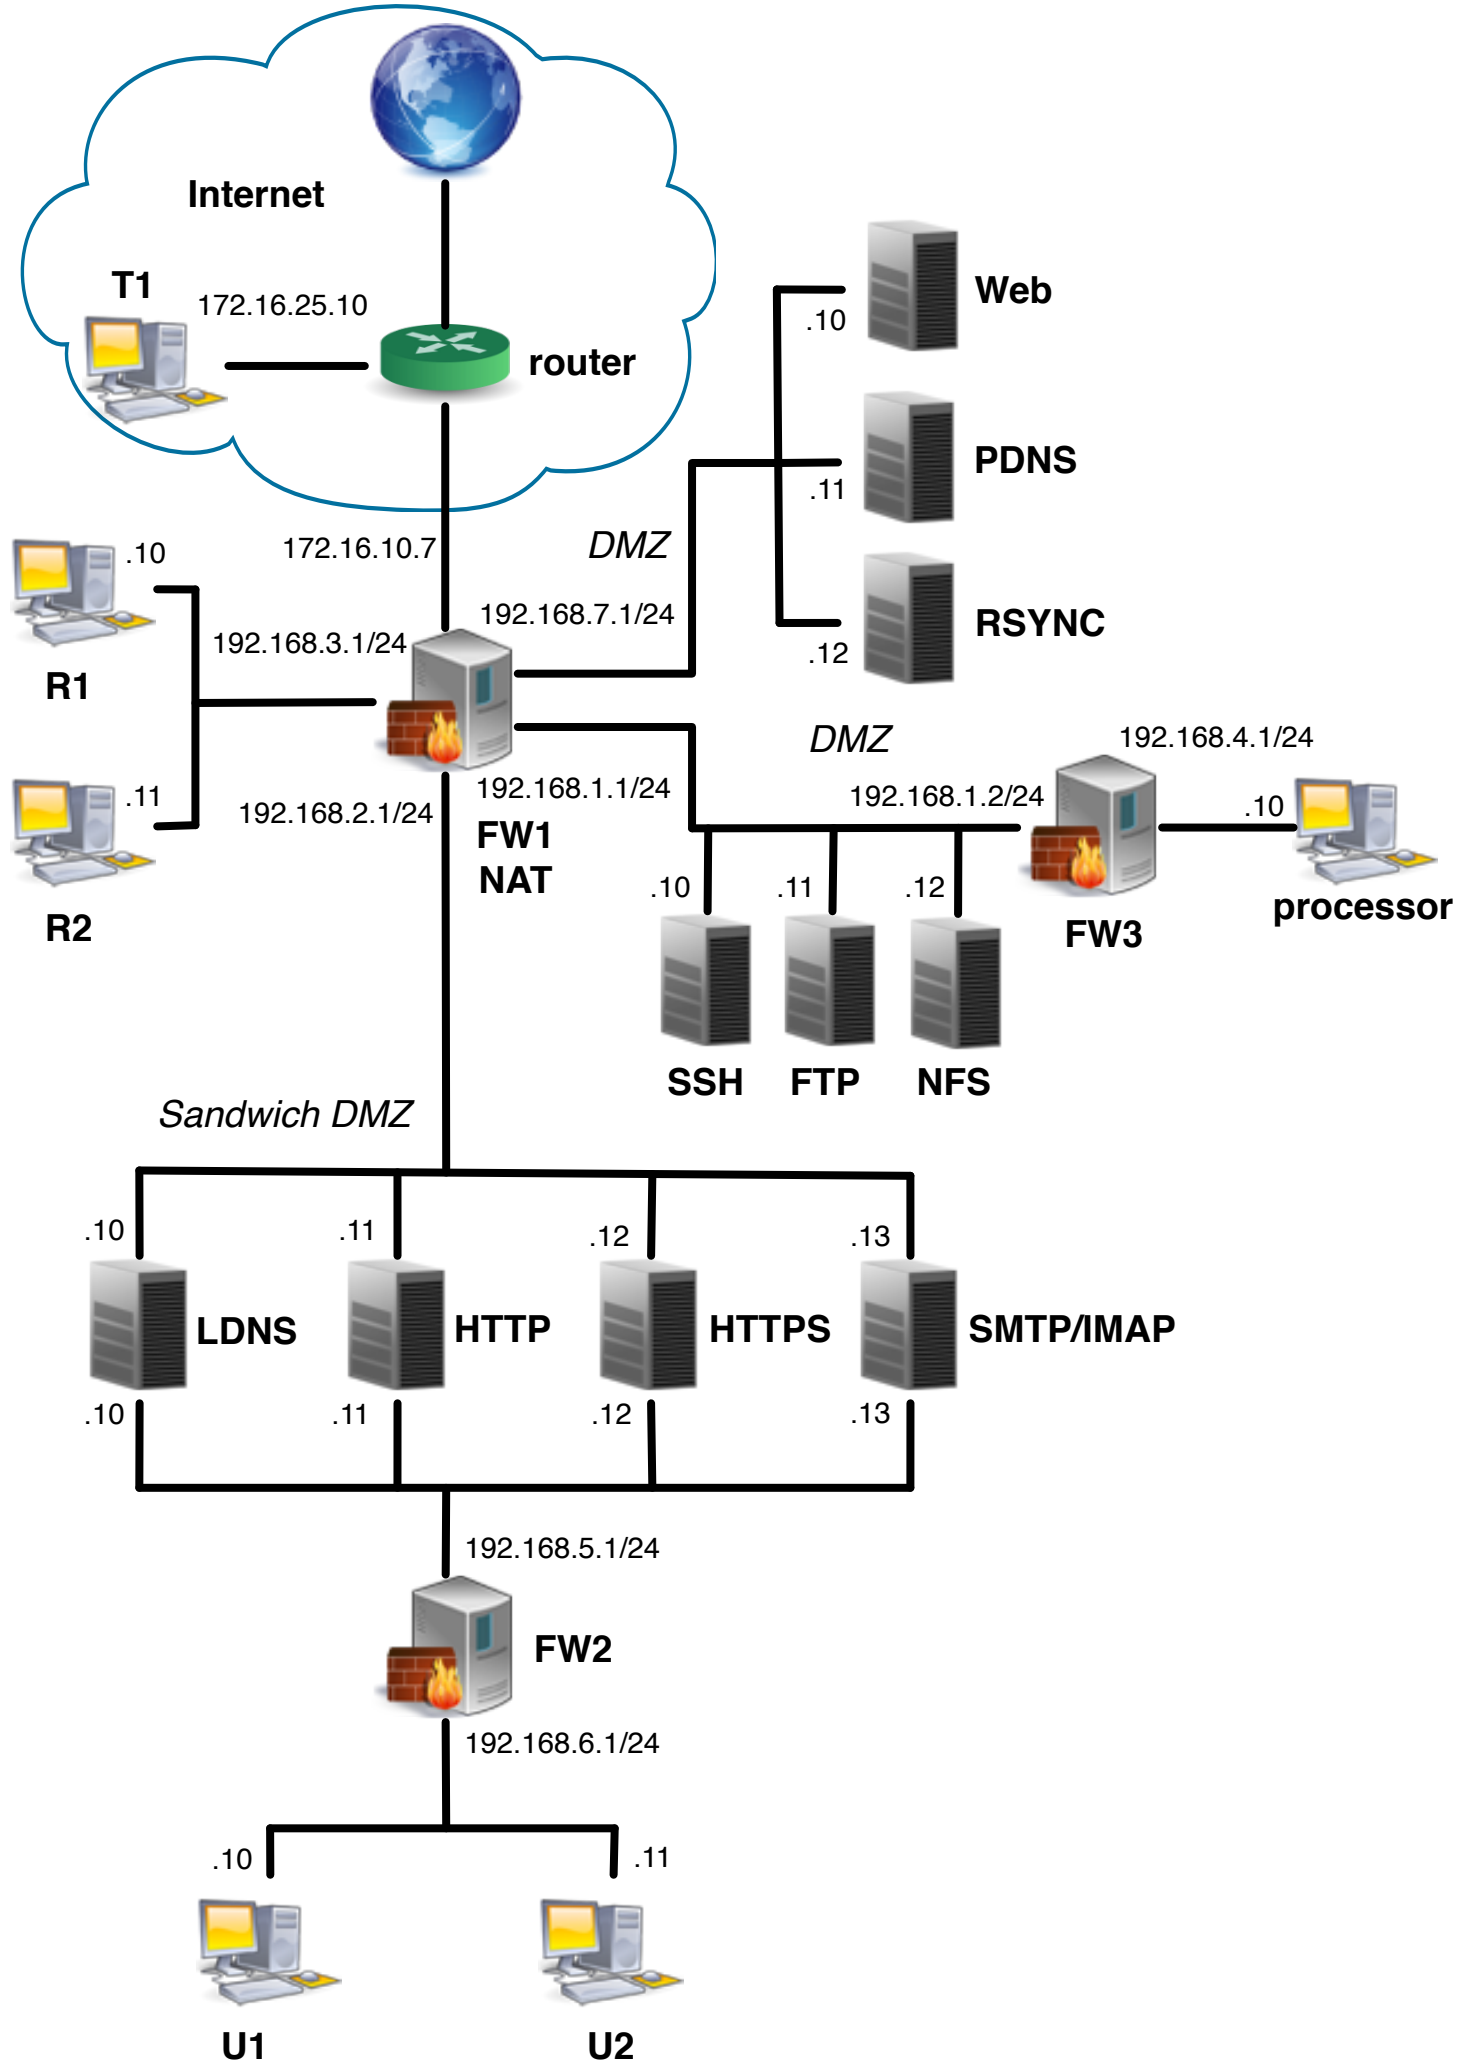 Internet
T1
172.16.25.10
router
.10
Web
.11
PDNS
.12
RSYNC
172.16.10.7
DMZ
192.168.7.1/24
.10
R1
192.168.3.1/24
.11
R2
192.168.2.1/24
192.168.1.1/24
FW1
NAT
DMZ
192.168.1.2/24
192.168.4.1/24
.10
processor
FW3
.10
.11
.12
SSH
FTP
NFS
Sandwich DMZ
.10
.11
.12
.13
LDNS
HTTP
HTTPS
SMTP/IMAP
.10
.11
.12
.13
192.168.5.1/24
FW2
192.168.6.1/24
.10
.11
U1
U2